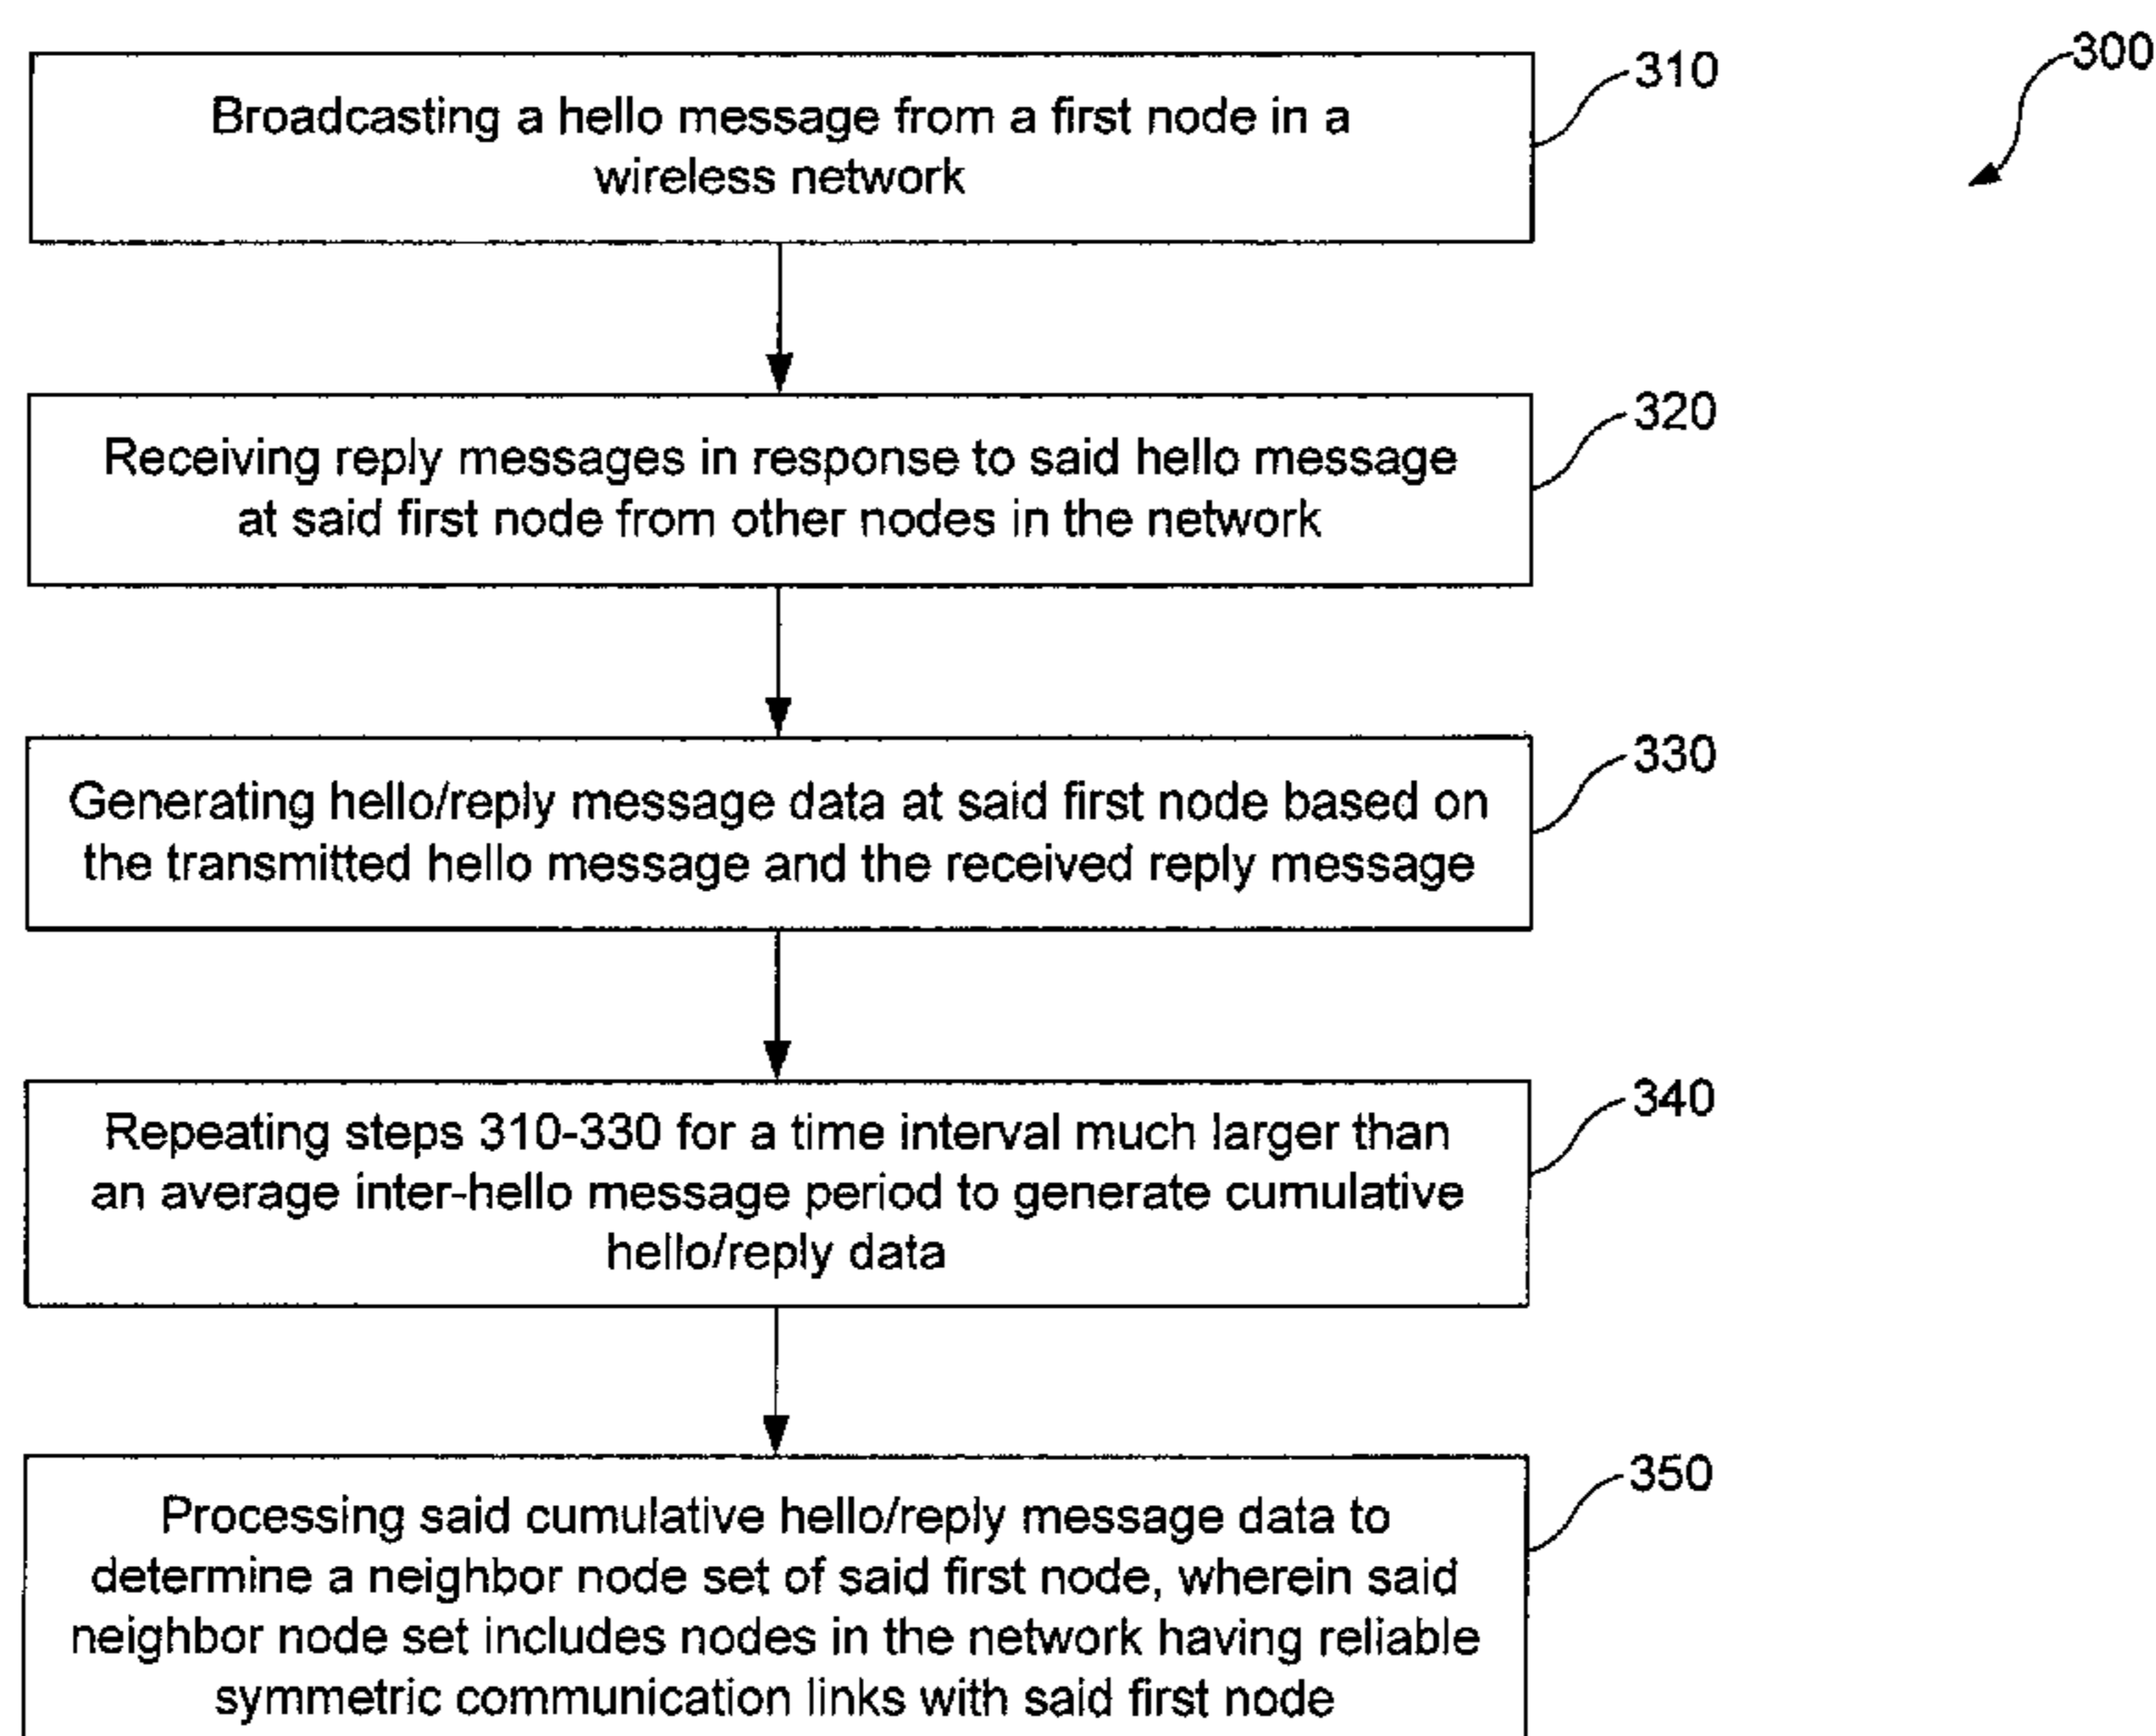 300
310
Broadcasting a hello message from a first node in a
wireless network
320
Receiving reply messages in response to said hello message
at said first node from other nodes in the network
330
Generating hello/reply message data at said first node based on
the transmitted hello message and the received reply message
340
Repeating steps 310-330 for a time interval much larger than
an average inter-hello message period to generate cumulative
hello/reply data
350
Processing said cumulative hello/reply message data to
determine a neighbor node set of said first node, wherein said
neighbor node set includes nodes in the network having reliable
symmetric communication links with said first node